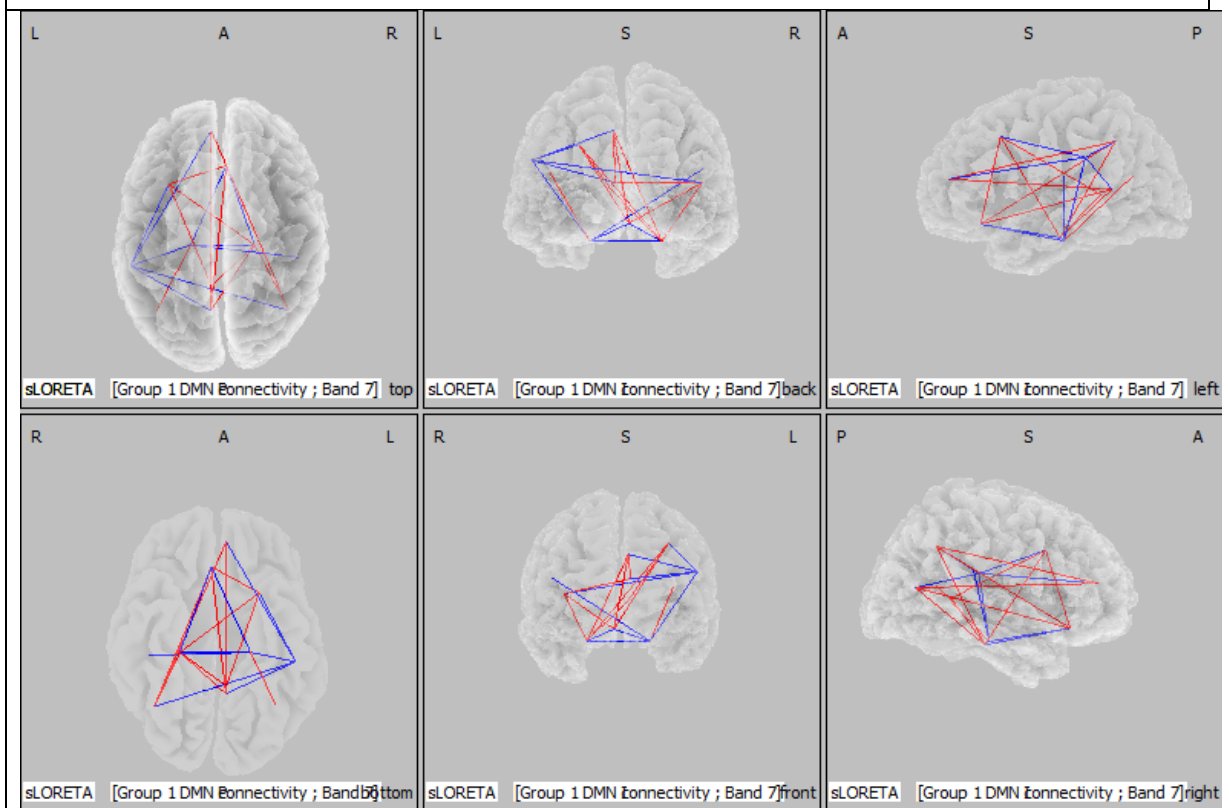 L A R
L S R
A S P
sLORETA [Group 1 DMN Connectivity ; Band 7] top
sLORETA [Group 1 DMN Connectivity ; Band 7] back
sLORETA [Group 1 DMN Connectivity ; Band 7] left
R A L
R S L
P S A
sLORETA [Group 1 DMN Connectivity ; Band 7] bottom
sLORETA [Group 1 DMN Connectivity ; Band 7] front
sLORETA [Group 1 DMN Connectivity ; Band 7] right